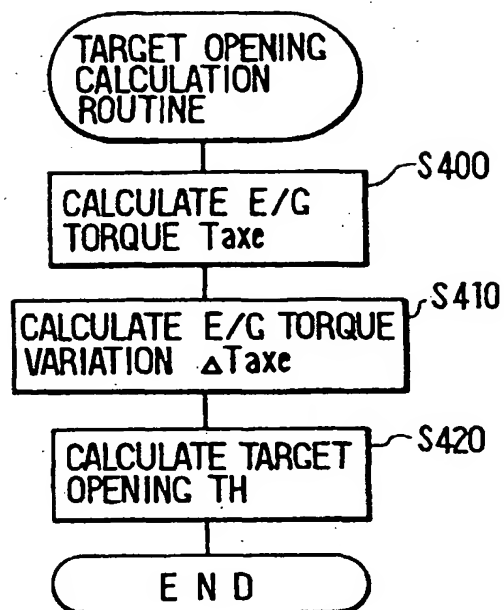 TARGET OPENING
CALCULATION
ROUTINE
S400
CALCULATE E/G
TORQUE Taxe
S410
CALCULATE E/G TORQUE
VARIATION ΔTaxe
S420
CALCULATE TARGET
OPENING TH
END